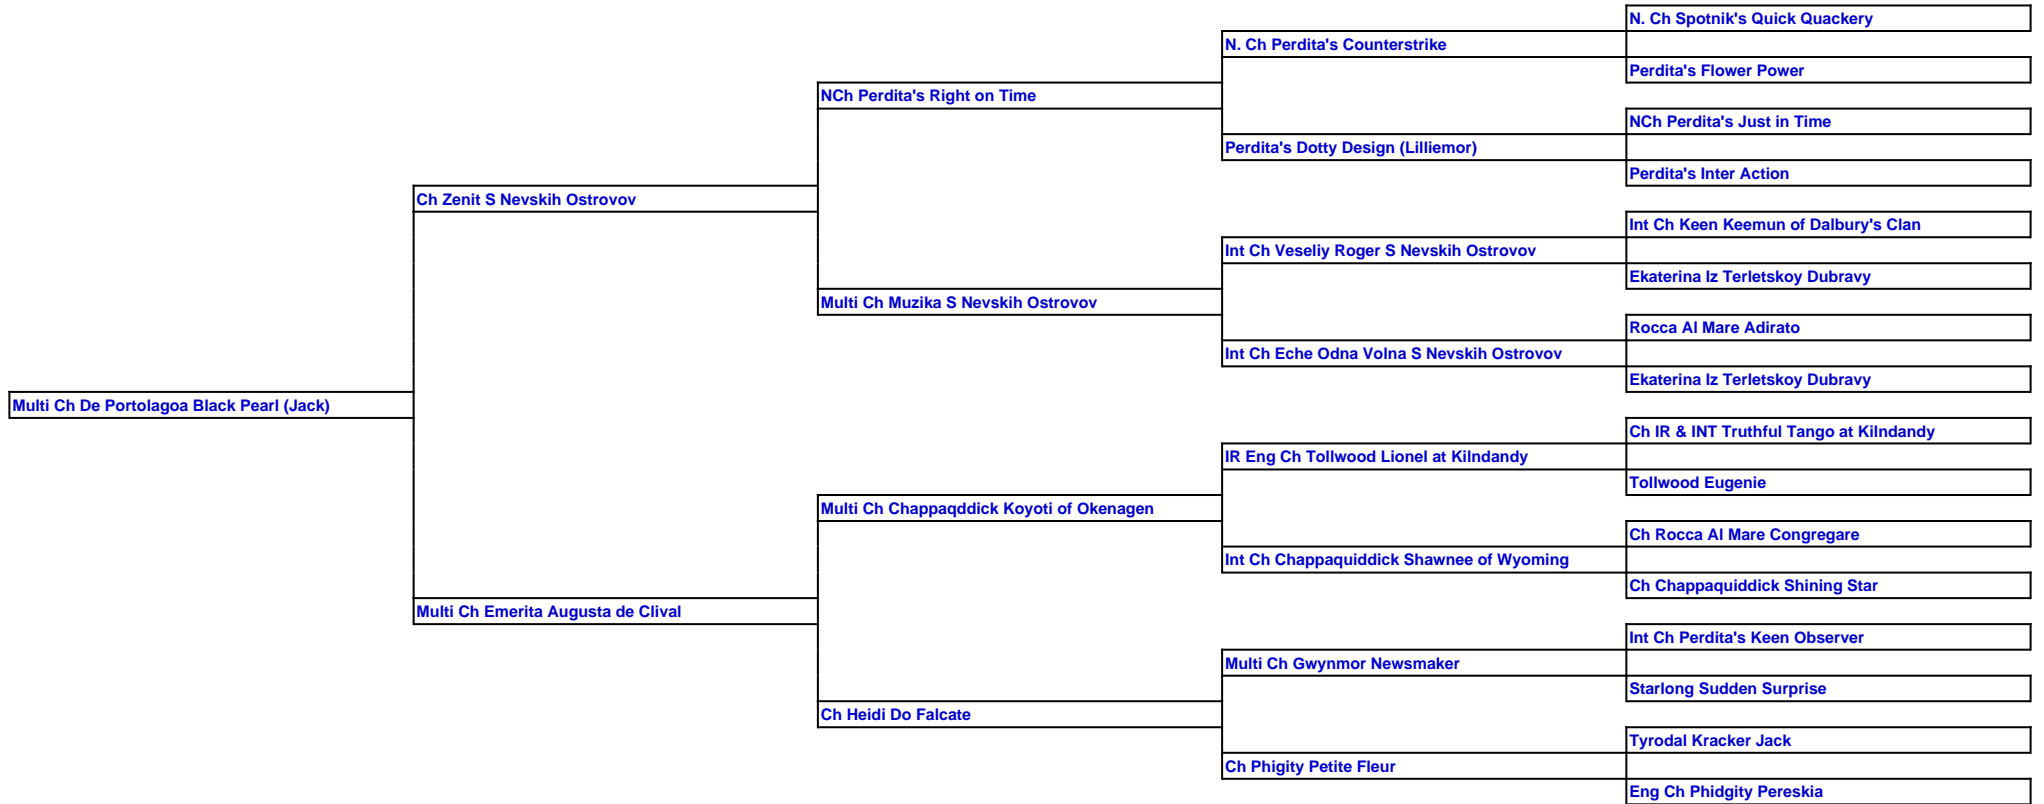 N. Ch Spotnik's Quick Quackery
N. Ch Perdita's Counterstrike
Perdita's Flower Power
NCh Perdita's Right on Time
NCh Perdita's Just in Time
Perdita's Dotty Design (Lilliemor)
Perdita's Inter Action
Ch Zenit S Nevskih Ostrovov
Int Ch Keen Keemun of Dalbury's Clan
Int Ch Veseliy Roger S Nevskih Ostrovov
Ekaterina Iz Terletskoy Dubravy
Multi Ch Muzika S Nevskih Ostrovov
Rocca Al Mare Adirato
Int Ch Eche Odna Volna S Nevskih Ostrovov
Ekaterina Iz Terletskoy Dubravy
Multi Ch De Portolagoa Black Pearl (Jack)
Ch IR & INT Truthful Tango at Kilndandy
IR Eng Ch Tollwood Lionel at Kilndandy
Tollwood Eugenie
Multi Ch Chappaqddick Koyoti of Okenagen
Ch Rocca Al Mare Congregare
Int Ch Chappaquiddick Shawnee of Wyoming
Ch Chappaquiddick Shining Star
Multi Ch Emerita Augusta de Clival
Int Ch Perdita's Keen Observer
Multi Ch Gwynmor Newsmaker
Starlong Sudden Surprise
Ch Heidi Do Falcate
Tyrodal Kracker Jack
Ch Phigity Petite Fleur
Eng Ch Phidgity Pereskia